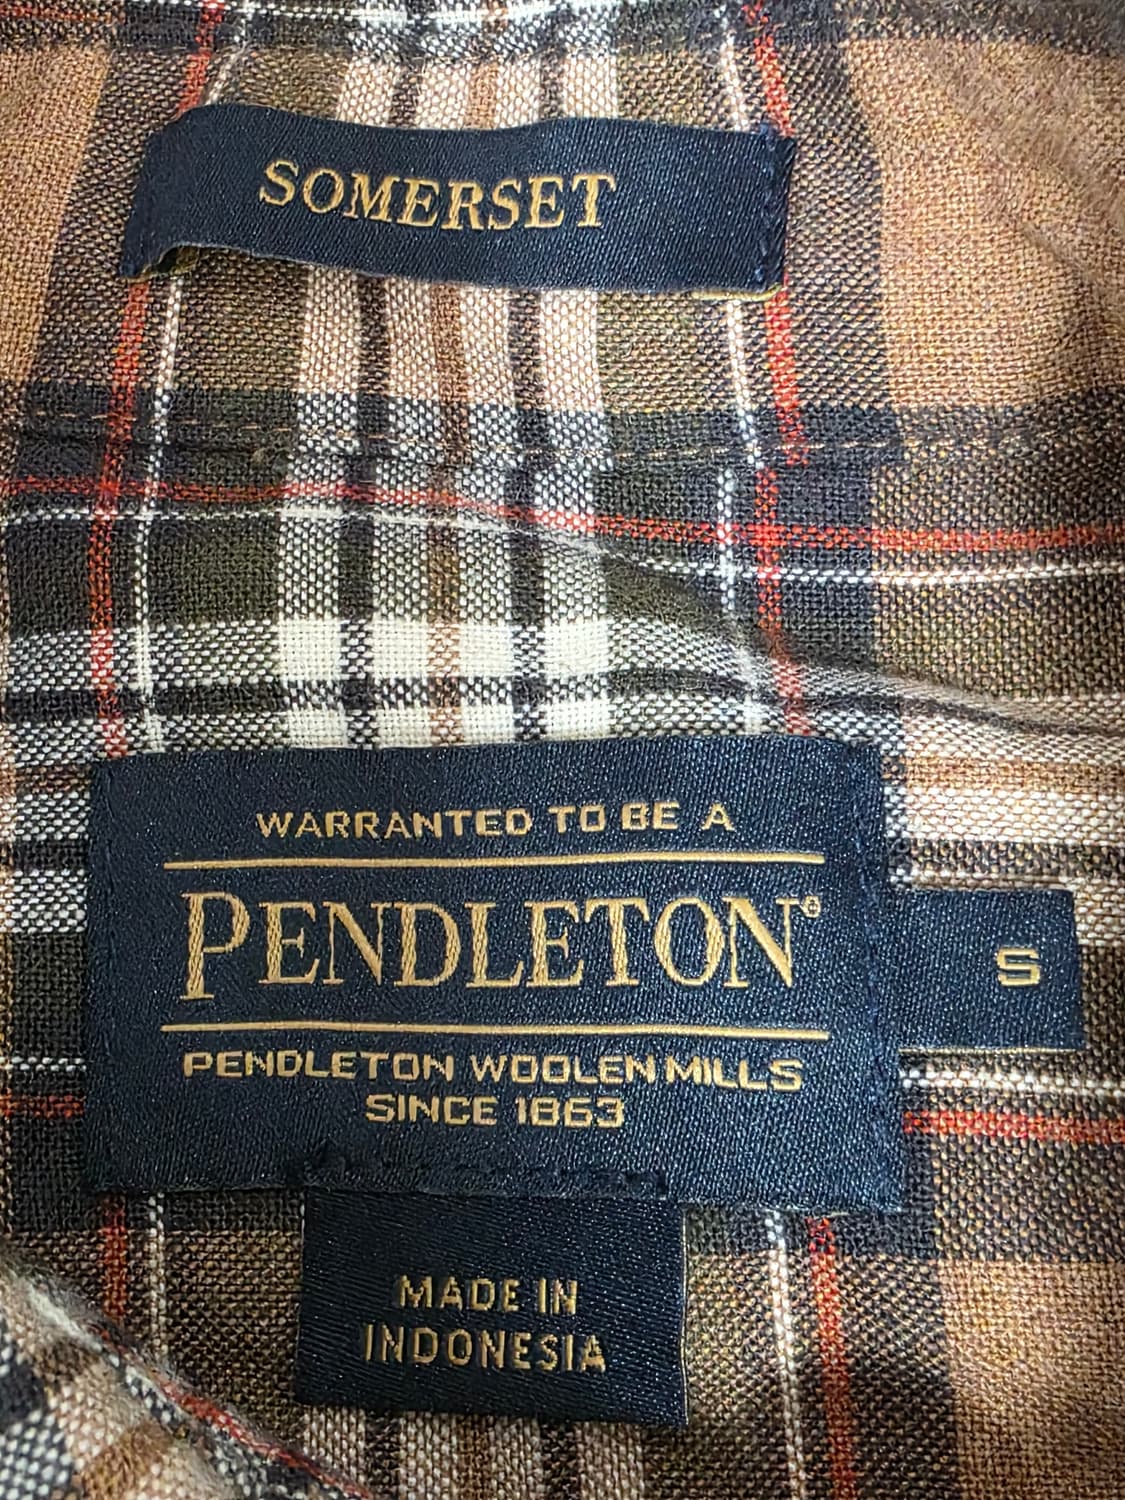 SOMERSET
WARRANTED TO BE A
PENDLETON®
S
PENDLETON WOOLEN MILLS
SINCE 1863
MADE IN
INDONESIA